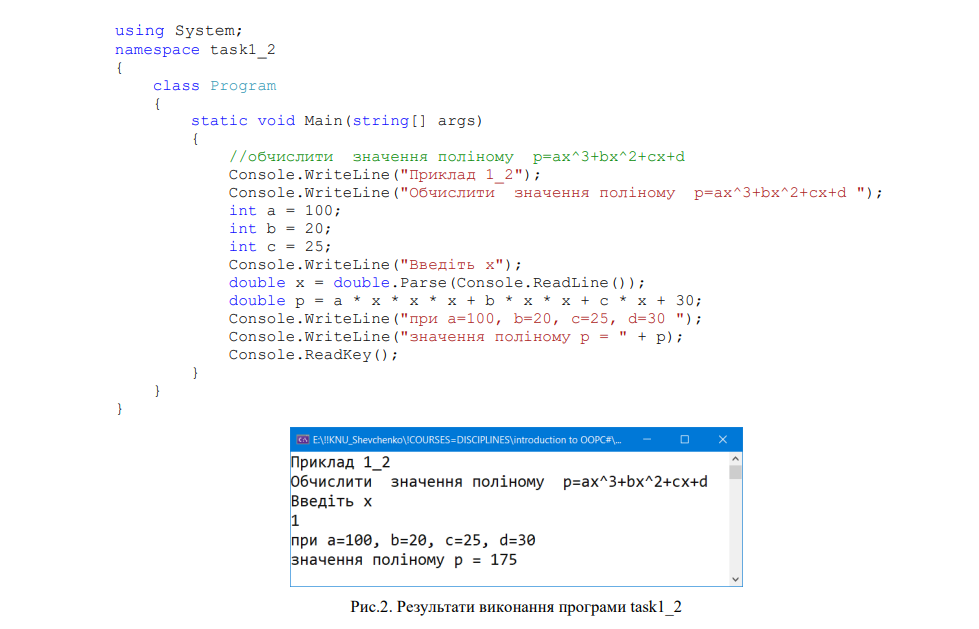 using System;
namespace task1_2
{
class Program
{
static void Main(string[] args)
{
//обчислити  значення поліному  p=ax^3+bx^2+cx+d
Console.WriteLine("Приклад 1_2");
Console.WriteLine("Обчислити  значення поліному  p=ax^3+bx^2+cx+d ");
int a = 100;
int b = 20;
int c = 25;
Console.WriteLine("Введіть x");
double x = double.Parse(Console.ReadLine());
double p = a * x * x * x + b * x * x + c * x + 30;
Console.WriteLine("при a=100, b=20, c=25, d=30 ");
Console.WriteLine("значення поліному p = " + p);
Console.ReadKey();
}
}
}
E:\!!KNU_Shevchenko\!COURSES=DISCIPLINES\introduction to OOPC#\...
Приклад 1_2
Обчислити  значення поліному  p=ax^3+bx^2+cx+d
Введіть x
1
при a=100, b=20, c=25, d=30
значення поліному p = 175
Рис.2. Результати виконання програми task1_2